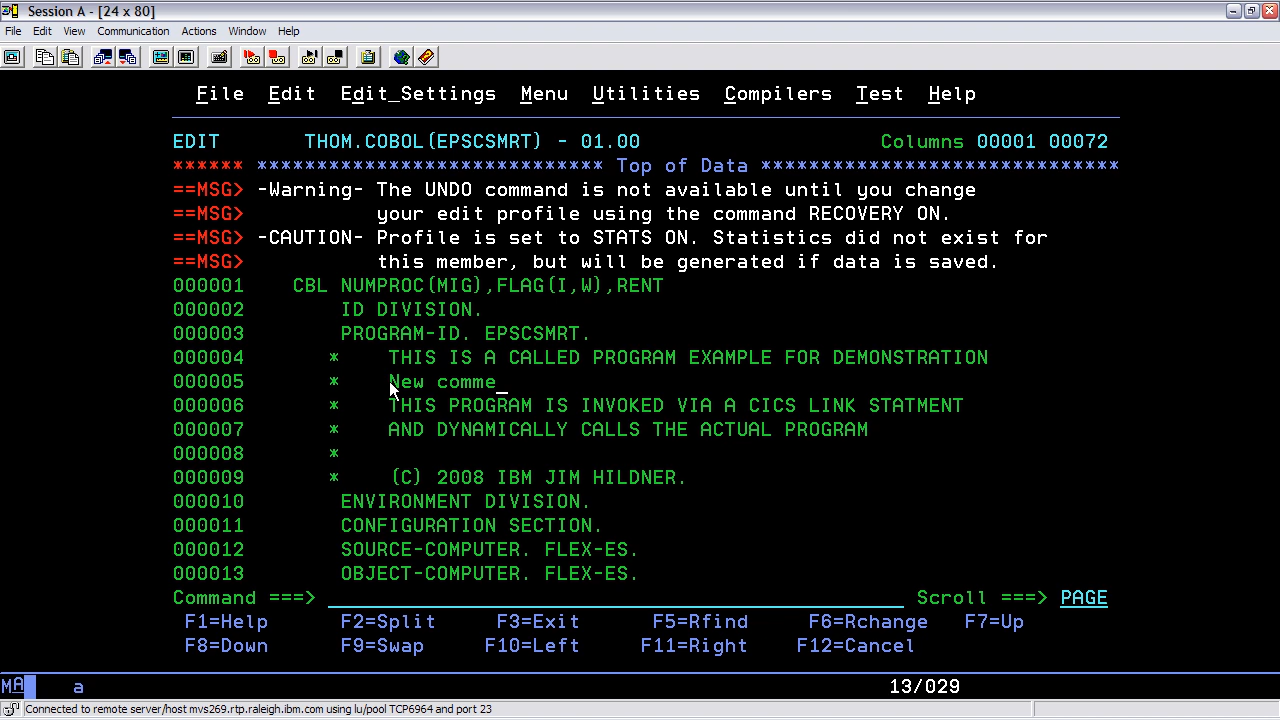 Session A - [24 x 80]
File Edit View Communication Actions Window Help
File Edit Edit_Settings Menu Utilities Compilers Test Help
EDIT THOM.COBOL(EPSCSMRT) - 01.00 Columns 00001 00072
****** ***************************** Top of Data ******************************
==MSG> -Warning- The UNDO command is not available until you change
==MSG> your edit profile using the command RECOVERY ON.
==MSG> -CAUTION- Profile is set to STATS ON. Statistics did not exist for
==MSG> this member, but will be generated if data is saved.
000001 CBL NUMPROC(MIG),FLAG(I,W),RENT
000002 ID DIVISION.
000003 PROGRAM-ID. EPSCSMRT.
000004 * THIS IS A CALLED PROGRAM EXAMPLE FOR DEMONSTRATION
000005 * New comme_
000006 * THIS PROGRAM IS INVOKED VIA A CICS LINK STATMENT
000007 * AND DYNAMICALLY CALLS THE ACTUAL PROGRAM
000008 *
000009 * (C) 2008 IBM JIM HILDNER.
000010 ENVIRONMENT DIVISION.
000011 CONFIGURATION SECTION.
000012 SOURCE-COMPUTER. FLEX-ES.
000013 OBJECT-COMPUTER. FLEX-ES.
Command ===> Scroll ===> PAGE
F1=Help F2=Split F3=Exit F5=Rfind F6=Rchange F7=Up
F8=Down F9=Swap F10=Left F11=Right F12=Cancel
MA a 13/029
Connected to remote server/host mvs269.rtp.raleigh.ibm.com using lu/pool TCP6964 and port 23